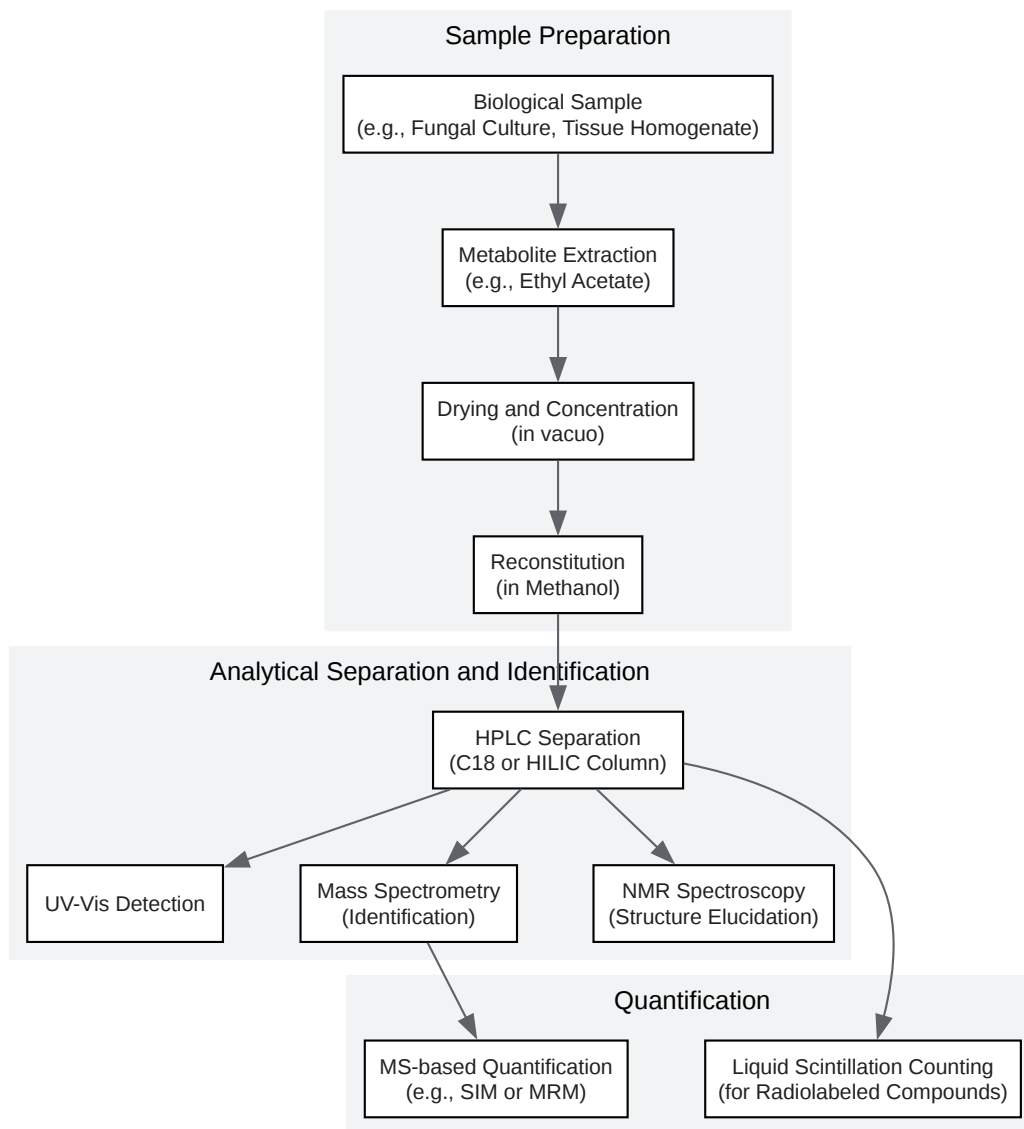 Sample Preparation
Biological Sample
(e.g., Fungal Culture, Tissue Homogenate)
Metabolite Extraction
(e.g., Ethyl Acetate)
Drying and Concentration
(in vacuo)
Reconstitution
(in Methanol)
Analytical Separation and Identification
HPLC Separation
(C18 or HILIC Column)
UV-Vis Detection
Mass Spectrometry
(Identification)
NMR Spectroscopy
(Structure Elucidation)
Quantification
MS-based Quantification
(e.g., SIM or MRM)
Liquid Scintillation Counting
(for Radiolabeled Compounds)